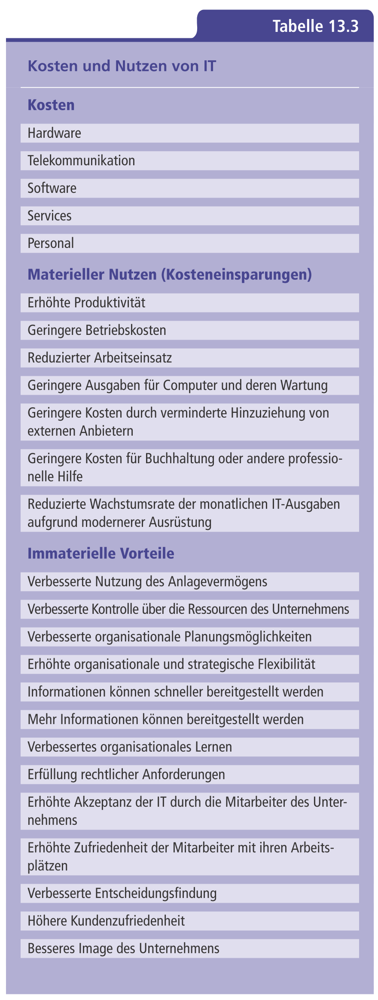 Tabelle 13.3
Kosten und Nutzen von IT
Kosten
Hardware
Telekommunikation
Software
Services
Personal
Materieller Nutzen (Kosteneinsparungen)
Erhöhte Produktivität
Geringere Betriebskosten
Reduzierter Arbeitseinsatz
Geringere Ausgaben für Computer und deren Wartung
Geringere Kosten durch verminderte Hinzuziehung von
externen Anbietern
Geringere Kosten für Buchhaltung oder andere professio-
nelle Hilfe
Reduzierte Wachstumsrate der monatlichen IT-Ausgaben
aufgrund modernerer Ausrüstung
Immaterielle Vorteile
Verbesserte Nutzung des Anlagevermögens
Verbesserte Kontrolle über die Ressourcen des Unternehmens
Verbesserte organisationale Planungsmöglichkeiten
Erhöhte organisationale und strategische Flexibilität
Informationen können schneller bereitgestellt werden
Mehr Informationen können bereitgestellt werden
Verbessertes organisationales Lernen
Erfüllung rechtlicher Anforderungen
Erhöhte Akzeptanz der IT durch die Mitarbeiter des Unter-
nehmens
Erhöhte Zufriedenheit der Mitarbeiter mit ihren Arbeits-
plätzen
Verbesserte Entscheidungsfindung
Höhere Kundenzufriedenheit
Besseres Image des Unternehmens